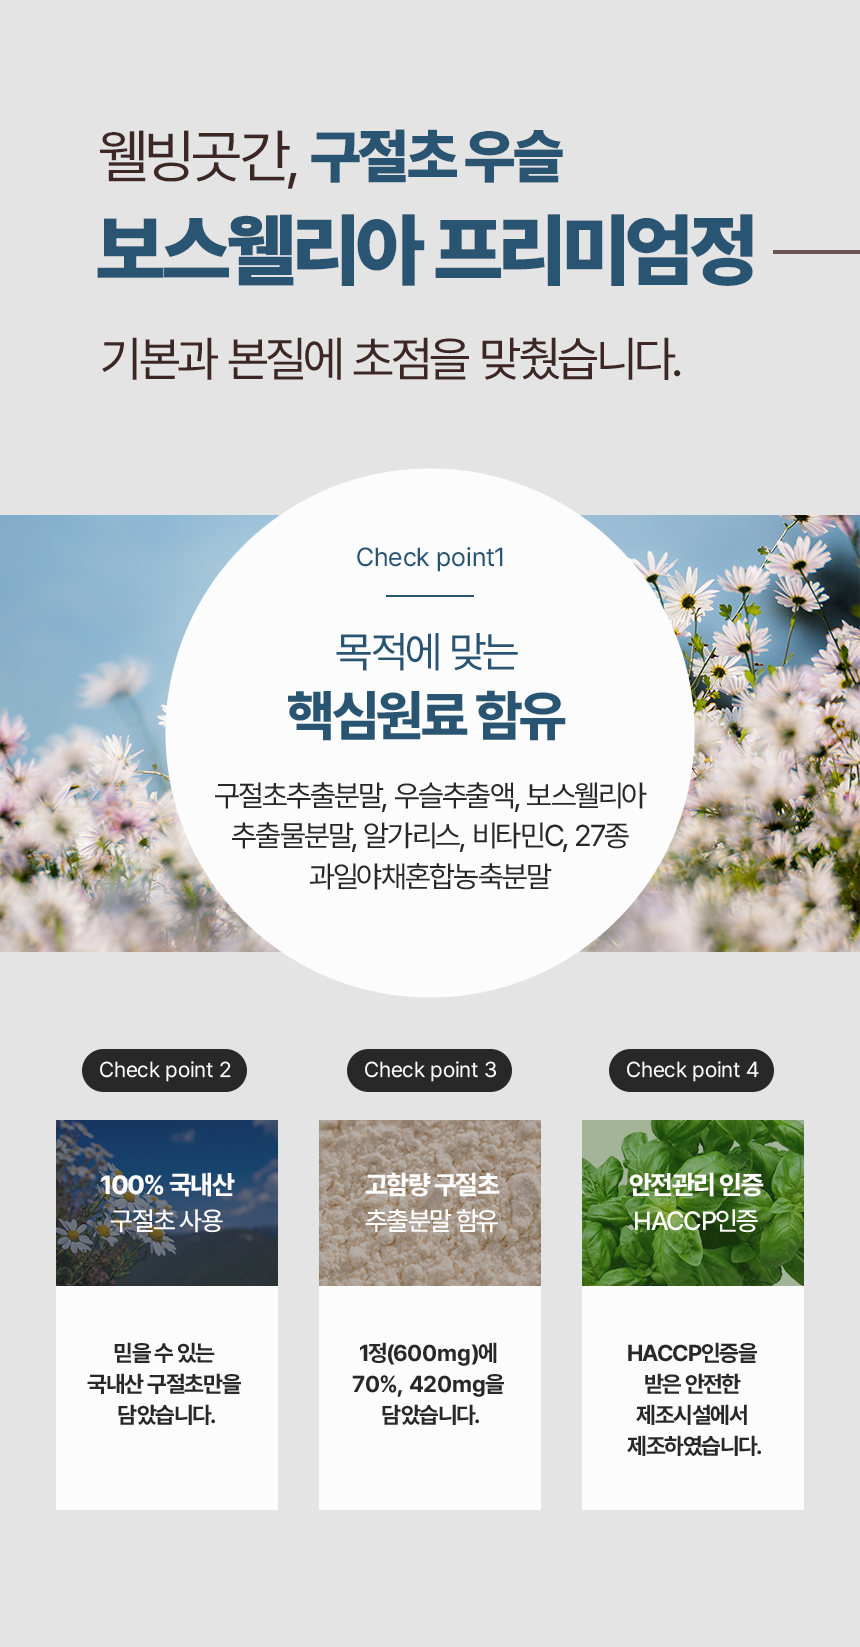 웰빙곳간, 구절초 우슬
보스웰리아 프리미엄정
기본과 본질에 초점을 맞췄습니다.
Check point1
목적에 맞는
핵심원료 함유
구절초추출분말, 우슬추출액, 보스웰리아
추출물분말, 알가리스, 비타민C, 27종
과일야채혼합농축분말
Check point 2
100% 국내산
구절초 사용
믿을 수 있는
국내산 구절초만을
담았습니다.
Check point 3
고함량 구절초
추출분말 함유
1정(600mg)에
70%, 420mg을
담았습니다.
Check point 4
안전관리 인증
HACCP인증
HACCP인증을
받은 안전한
제조시설에서
제조하였습니다.